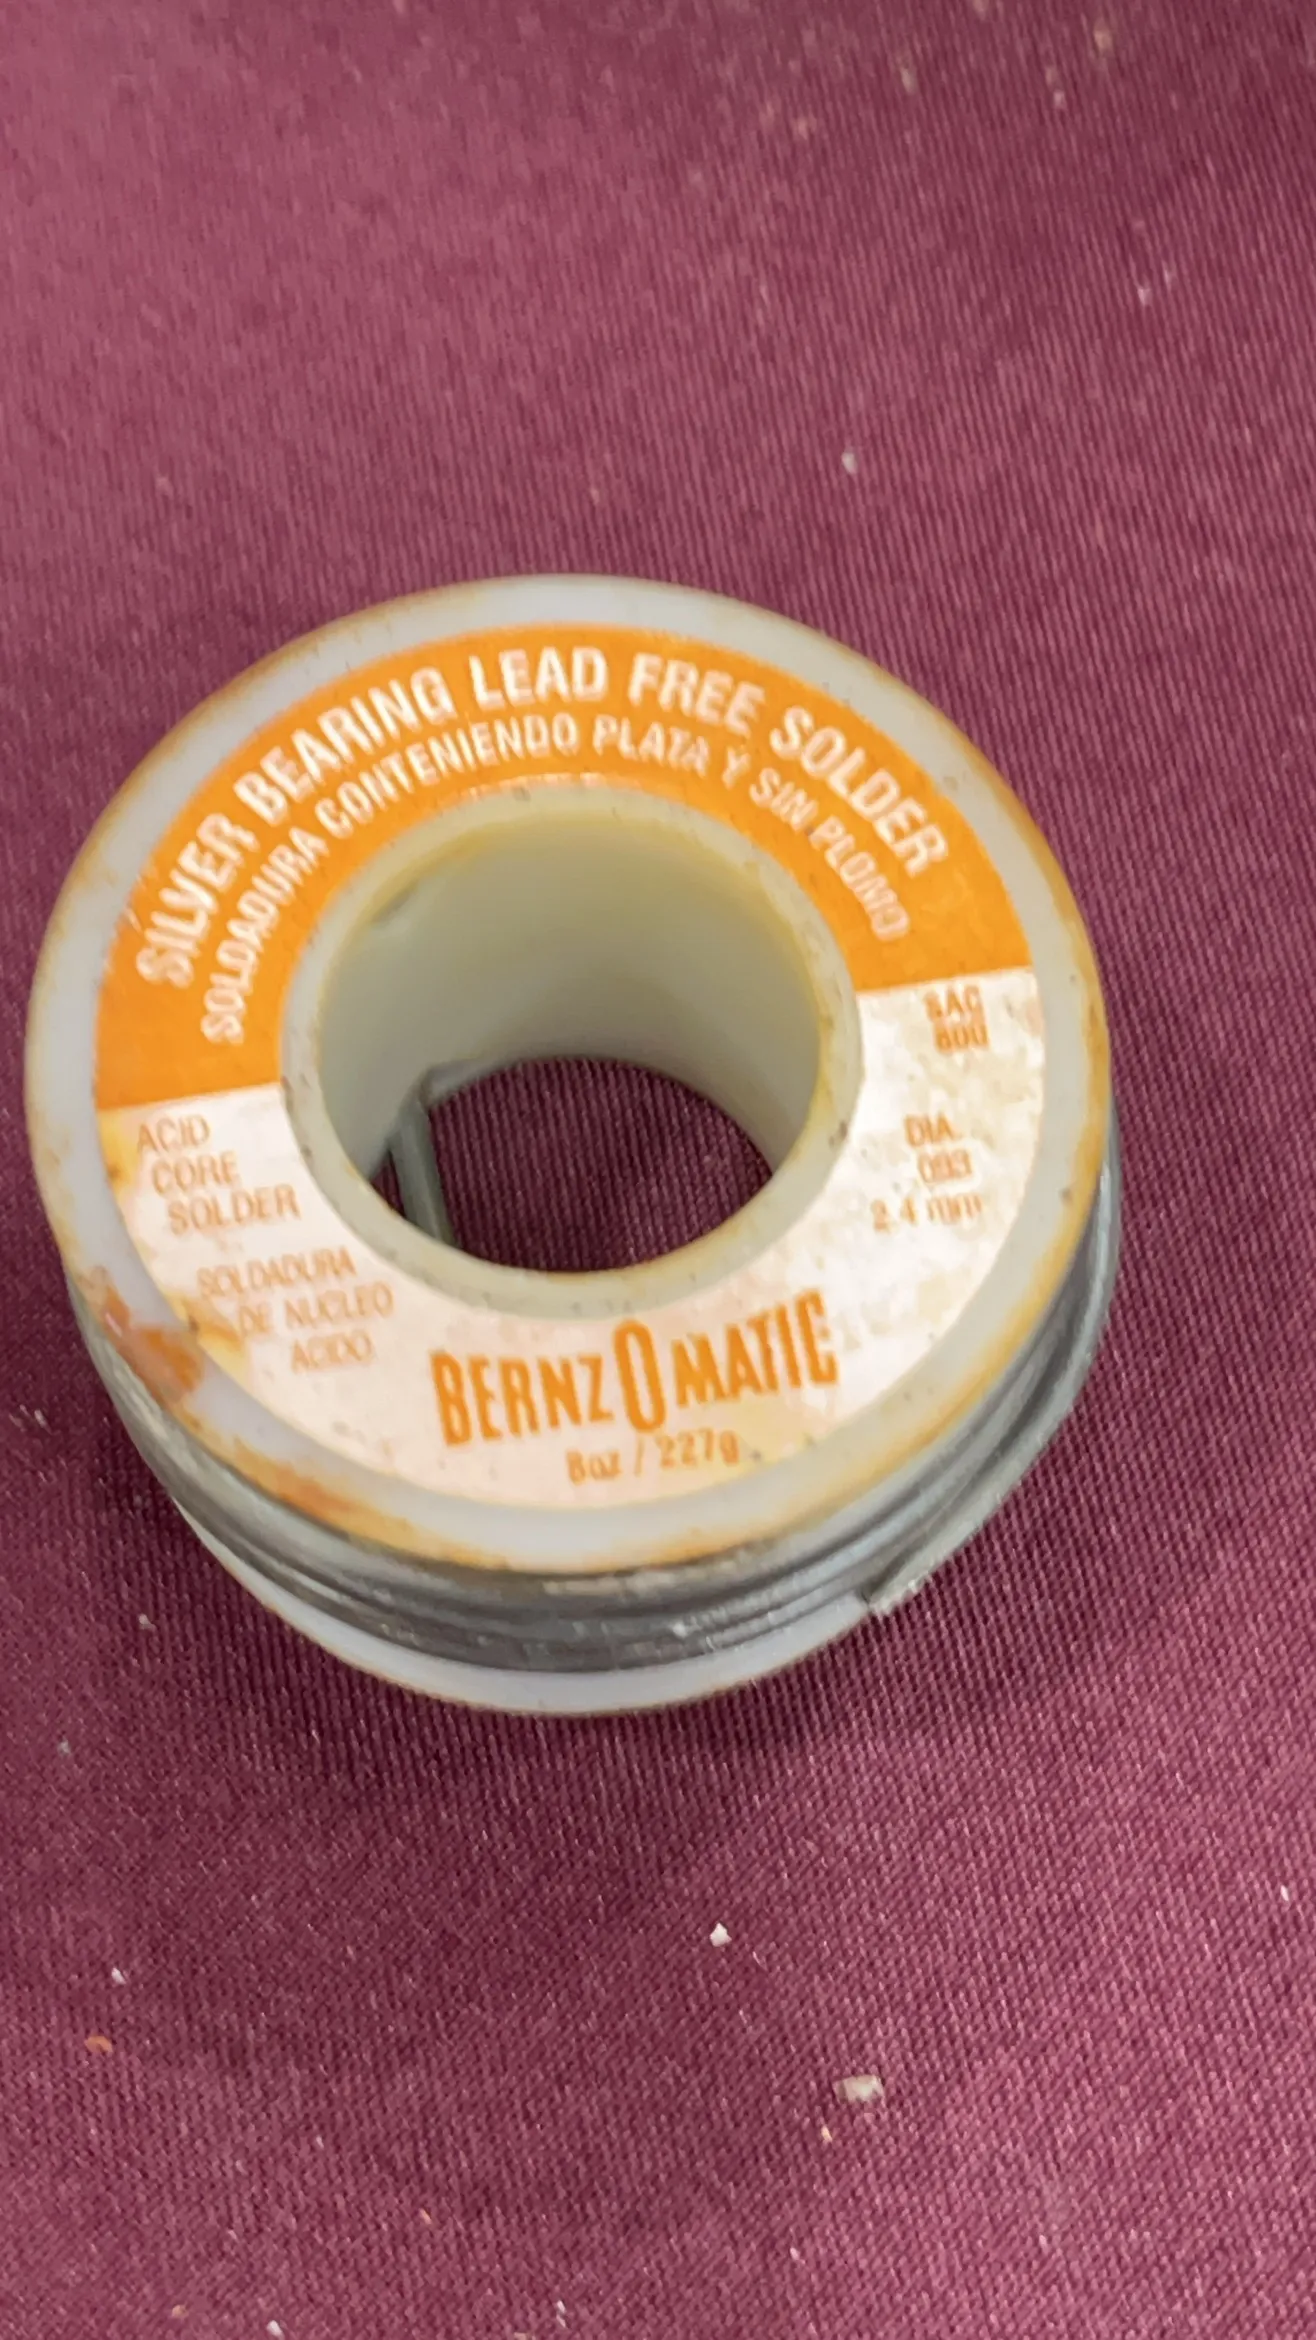 SILVER BEARING LEAD FREE SOLDER
SOLDADURA CONTENIENDO PLATA Y SIN PLOMO
ACID
CORE
SOLDER
SOLDADURA
DE NUCLEO
ACIDO
SAC
DIA.
2.4 mm
BERNZOMATIC
8oz / 227g